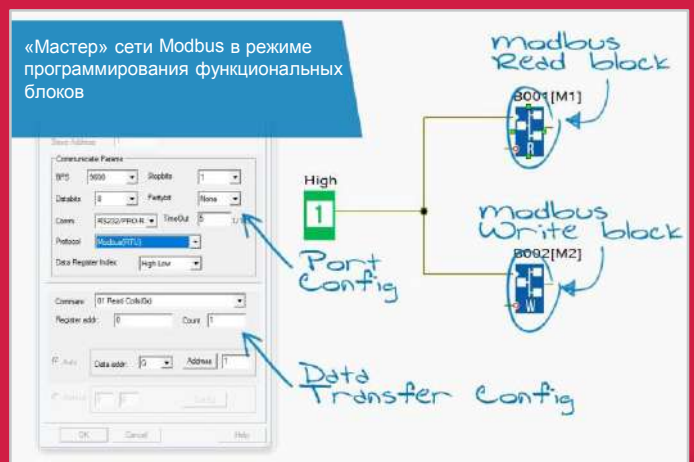 «Мастер» сети Modbus в режиме
программирования функциональных
блоков
Communicate Params
BPS 9600 Stopbits 1
Databits 8 Paritybit None
Comm RS232/PRO-R TimeOut 5
Protocol Modbus(RTU)
Data Register Index High Low
Command 01 Read Coils(0x)
Register addr: 0 Count 1
Auto Data addr: Q Address 1
OK Cancel Help
Port
Config
Data
Transfer Config
High
1
modbus
Read block
B001[M1]
R
modbus
Write block
B002[M2]
W